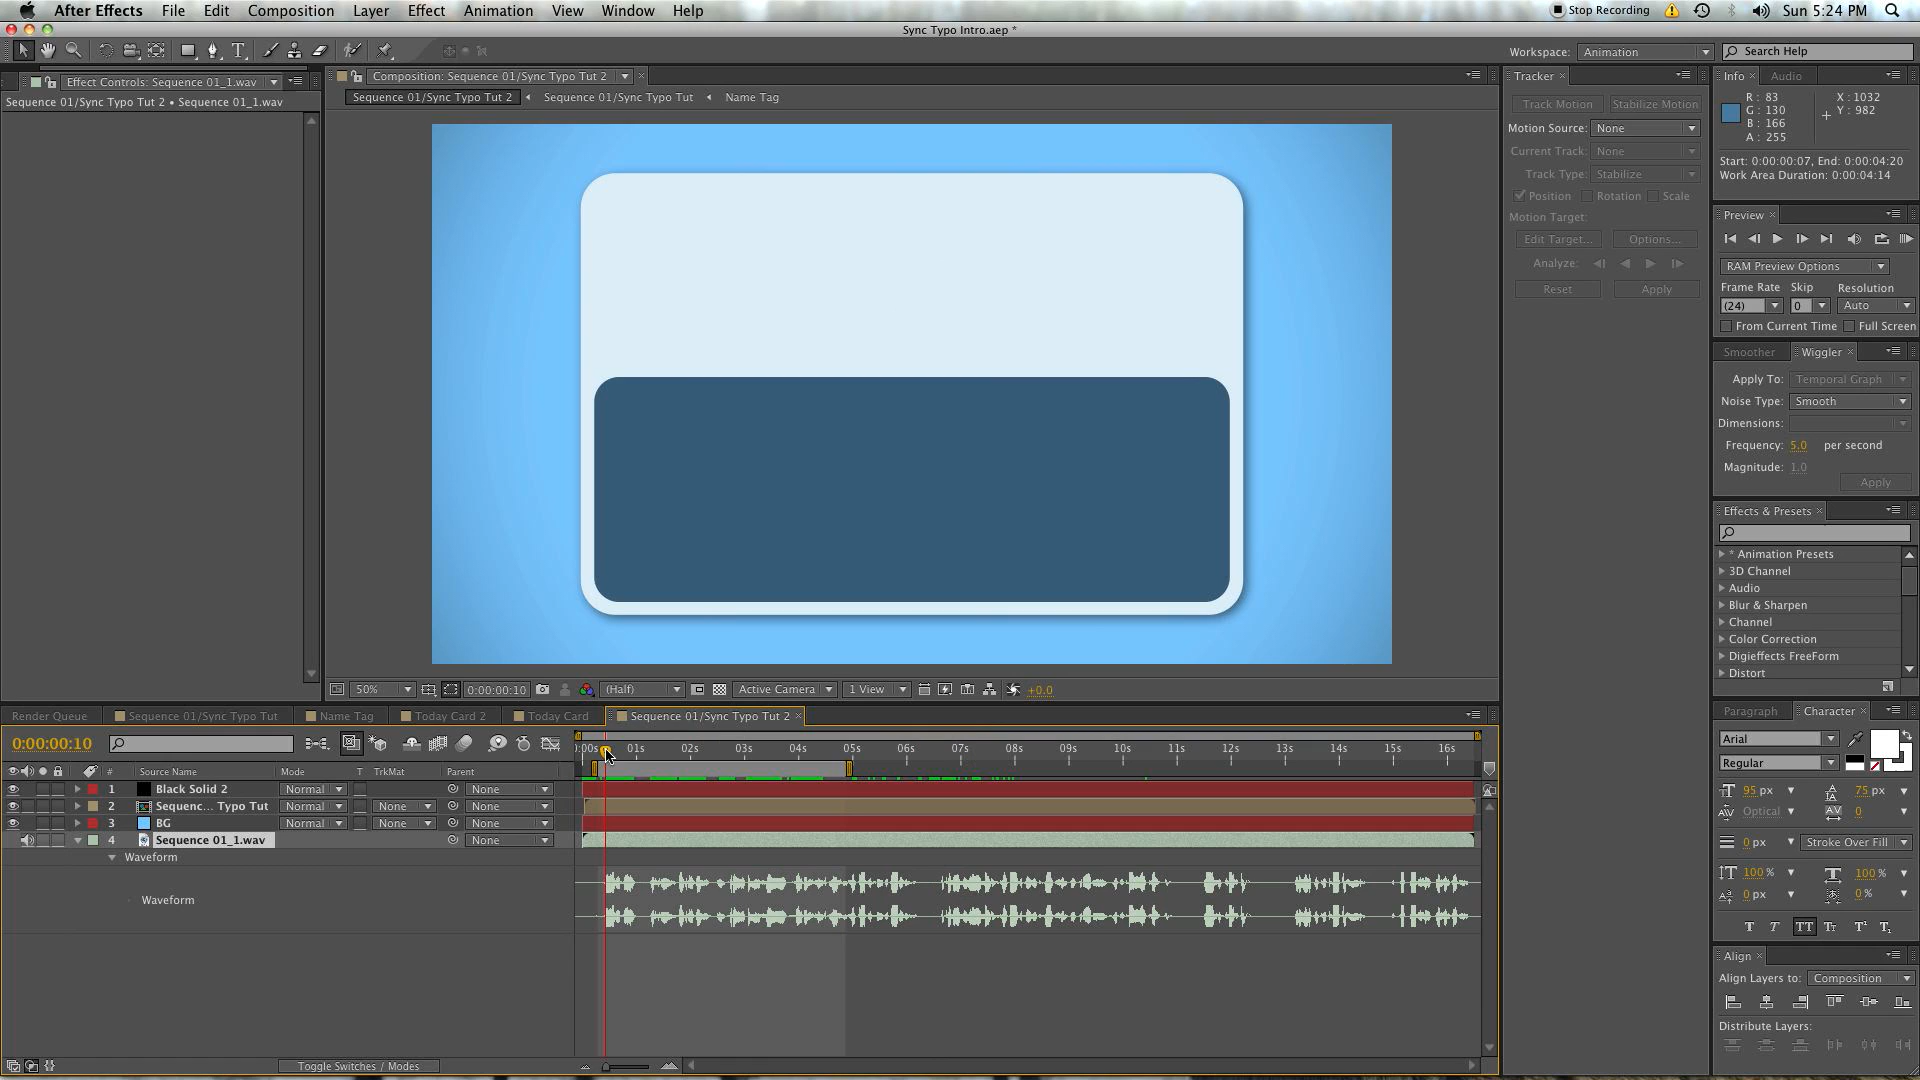 After Effects File Edit Composition Layer Effect Animation View Window Help Stop Recording Sun 5:24 PM
Sync Typo Intro.aep *
Workspace: Animation Search Help
Effect Controls: Sequence 01_1.wav
Sequence 01/Sync Typo Tut 2 • Sequence 01_1.wav
Composition: Sequence 01/Sync Typo Tut 2
Sequence 01/Sync Typo Tut 2 Sequence 01/Sync Typo Tut Name Tag
Tracker
Track Motion Stabilize Motion
Motion Source: None
Current Track: None
Track Type: Stabilize
Position Rotation Scale
Motion Target:
Edit Target... Options...
Analyze:
Reset Apply
Info Audio
R: 83 X: 1032
G: 130 Y: 982
B: 166
A: 255
Start: 0:00:00:07, End: 0:00:04:20
Work Area Duration: 0:00:04:14
Preview
RAM Preview Options
Frame Rate Skip Resolution
(24) 0 Auto
From Current Time Full Screen
Smoother Wiggler
Apply To: Temporal Graph
Noise Type: Smooth
Dimensions:
Frequency: 5.0 per second
Magnitude: 1.0
Apply
Effects & Presets
* Animation Presets
3D Channel
Audio
Blur & Sharpen
Channel
Color Correction
Digieffects FreeForm
Distort
50% 0:00:00:10 (Half) Active Camera 1 View +0.0
Render Queue Sequence 01/Sync Typo Tut Name Tag Today Card 2 Today Card Sequence 01/Sync Typo Tut 2
0:00:00:10
:00s 01s 02s 03s 04s 05s 06s 07s 08s 09s 10s 11s 12s 13s 14s 15s 16s
# Source Name Mode T TrkMat Parent
1 Black Solid 2 Normal None
2 Sequenc... Typo Tut Normal None None
3 BG Normal None None
4 Sequence 01_1.wav None
Waveform
Waveform
Toggle Switches / Modes
Paragraph Character
Arial
Regular
95 px 75 px
Optical 0
0 px Stroke Over Fill
100 % 100 %
0 px 0 %
T T TT Tr T¹ T₁
Align
Align Layers to: Composition
Distribute Layers: